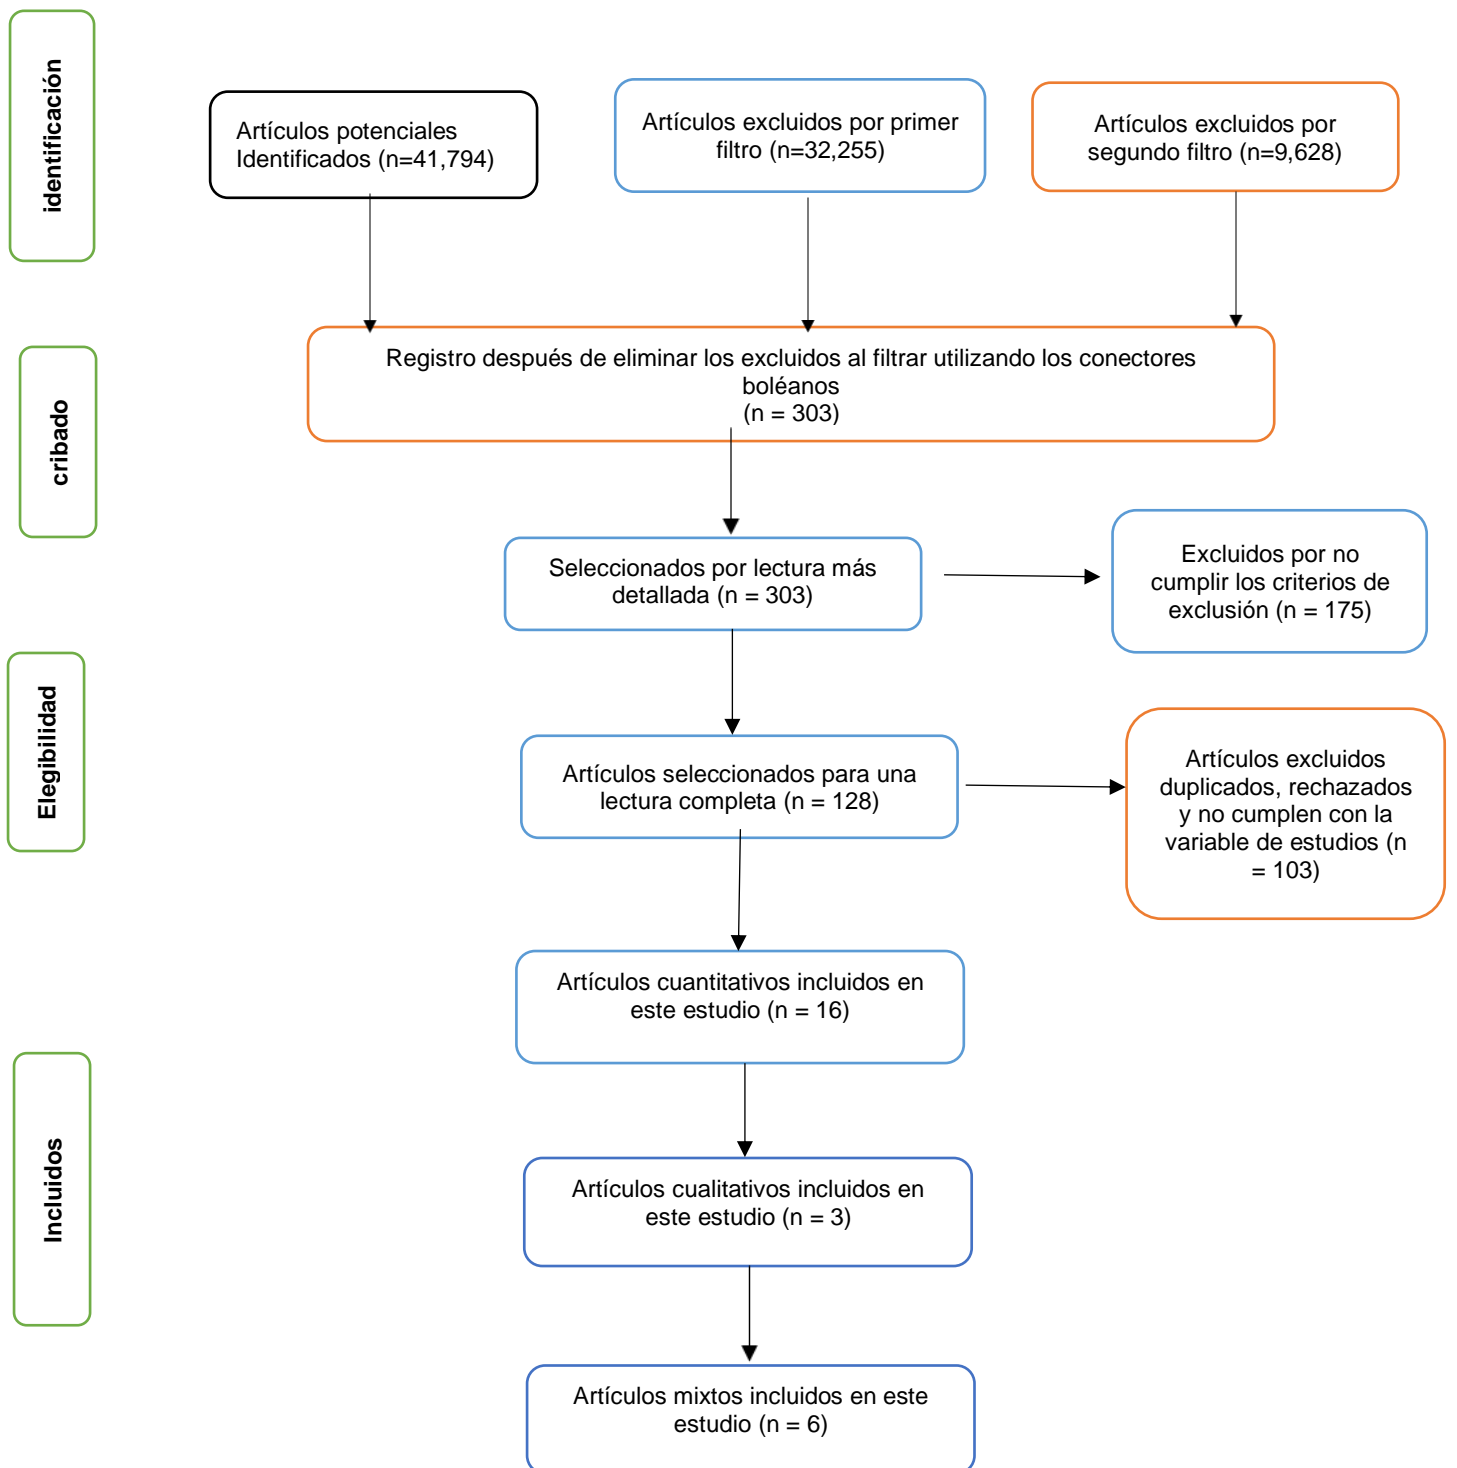 identificación
Artículos potenciales
Identificados (n=41,794)
Artículos excluidos por primer
filtro (n=32,255)
Artículos excluidos por
segundo filtro (n=9,628)
cribado
Registro después de eliminar los excluidos al filtrar utilizando los conectores
boléanos
(n = 303)
Seleccionados por lectura más
detallada (n = 303)
Excluidos por no
cumplir los criterios de
exclusión (n = 175)
Elegibilidad
Artículos seleccionados para una
lectura completa (n = 128)
Artículos excluidos
duplicados, rechazados
y no cumplen con la
variable de estudios (n
= 103)
Artículos cuantitativos incluidos en
este estudio (n = 16)
Incluidos
Artículos cualitativos incluidos en
este estudio (n = 3)
Artículos mixtos incluidos en este
estudio (n = 6)